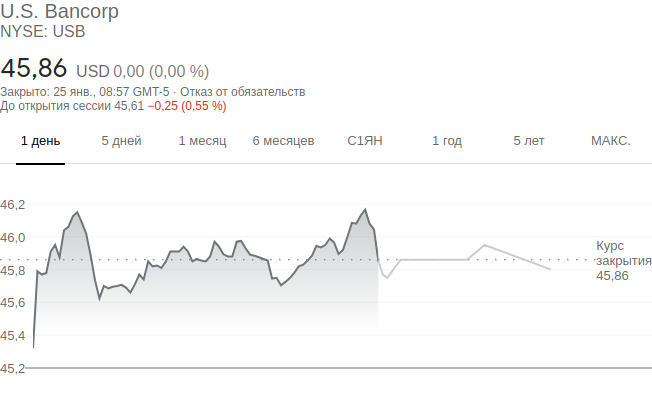 U.S. Bancorp
NYSE: USB
45,86 USD 0,00 (0,00 %)
Закрыто: 25 янв., 08:57 GMT-5 · Отказ от обязательств
До открытия сессии 45,61 −0,25 (0,55 %)
1 день 5 дней 1 месяц 6 месяцев С1ЯН 1 год 5 лет МАКС.
46,2
46,0
45,8
45,6
45,4
45,2
Курс
закрытия
45,86